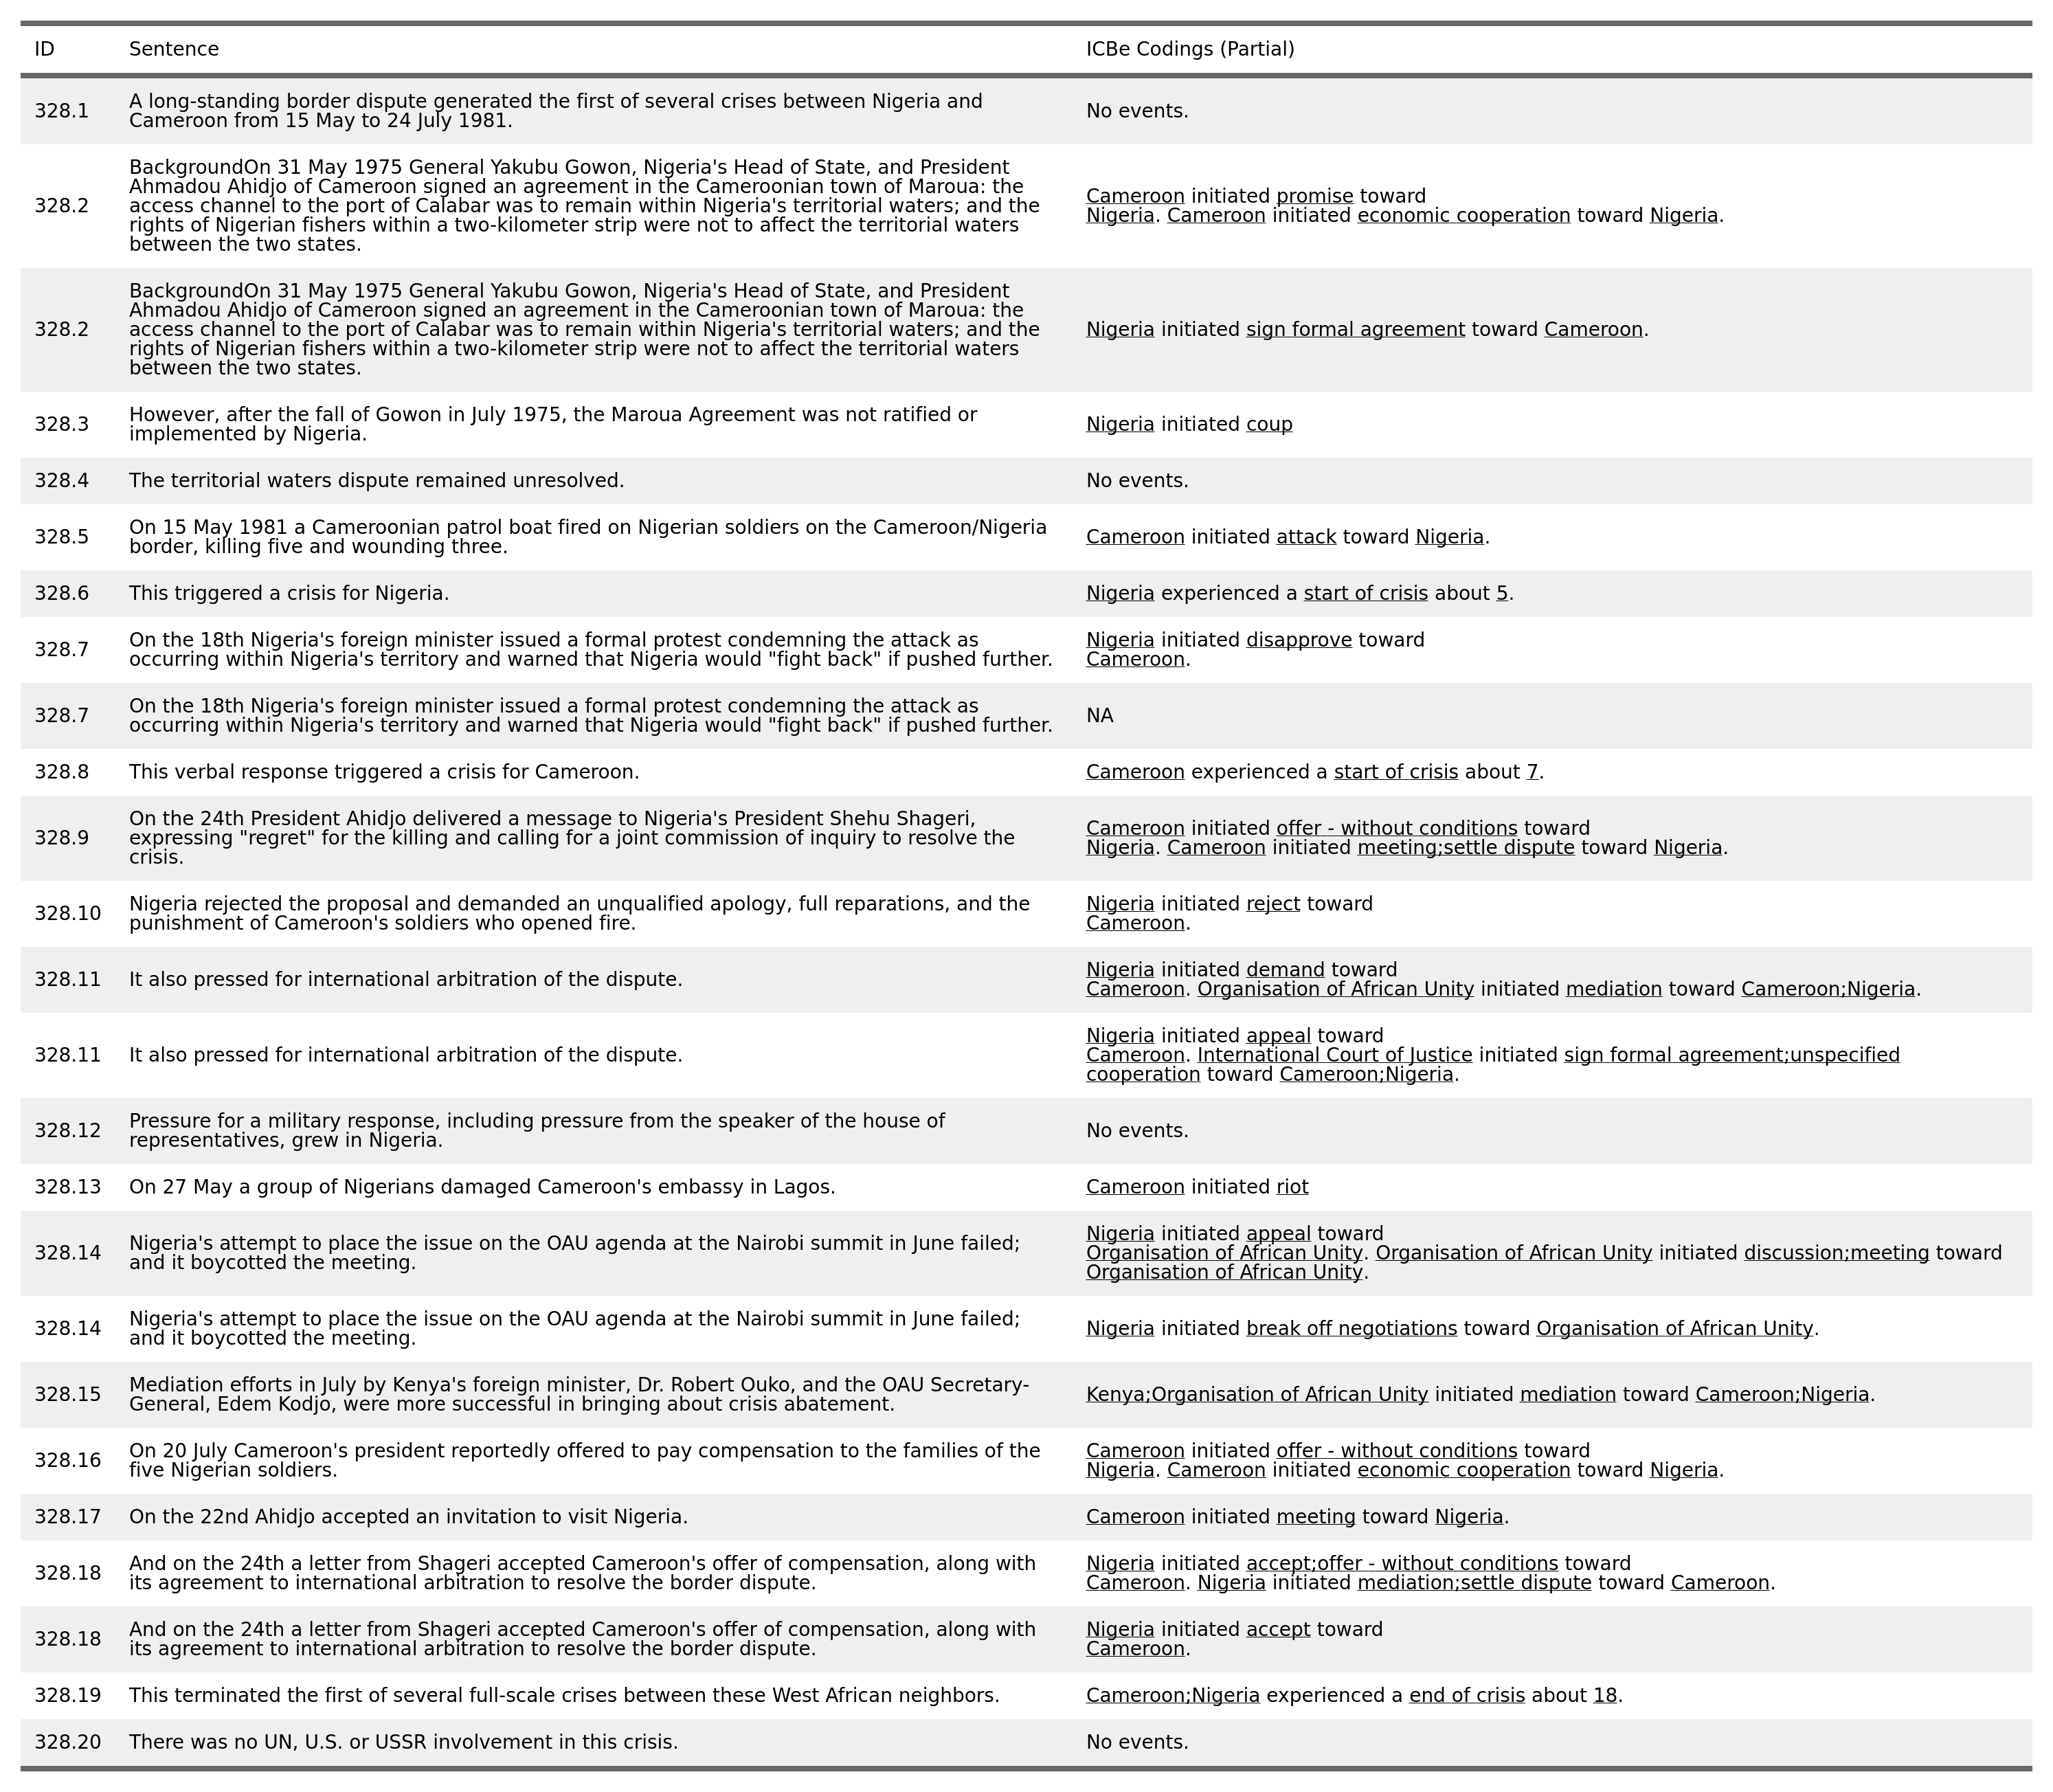 ID Sentence ICBe Codings (Partial)
328.1 A long-standing border dispute generated the first of several crises between Nigeria and
Cameroon from 15 May to 24 July 1981.
No events.
328.2 BackgroundOn 31 May 1975 General Yakubu Gowon, Nigeria's Head of State, and President
Ahmadou Ahidjo of Cameroon signed an agreement in the Cameroonian town of Maroua: the
access channel to the port of Calabar was to remain within Nigeria's territorial waters; and the
rights of Nigerian fishers within a two-kilometer strip were not to affect the territorial waters
between the two states.
Cameroon initiated promise toward
Nigeria. Cameroon initiated economic cooperation toward Nigeria.
328.2 BackgroundOn 31 May 1975 General Yakubu Gowon, Nigeria's Head of State, and President
Ahmadou Ahidjo of Cameroon signed an agreement in the Cameroonian town of Maroua: the
access channel to the port of Calabar was to remain within Nigeria's territorial waters; and the
rights of Nigerian fishers within a two-kilometer strip were not to affect the territorial waters
between the two states.
Nigeria initiated sign formal agreement toward Cameroon.
328.3 However, after the fall of Gowon in July 1975, the Maroua Agreement was not ratified or
implemented by Nigeria.
Nigeria initiated coup
328.4 The territorial waters dispute remained unresolved.
No events.
328.5 On 15 May 1981 a Cameroonian patrol boat fired on Nigerian soldiers on the Cameroon/Nigeria
border, killing five and wounding three.
Cameroon initiated attack toward Nigeria.
328.6 This triggered a crisis for Nigeria.
Nigeria experienced a start of crisis about 5.
328.7 On the 18th Nigeria's foreign minister issued a formal protest condemning the attack as
occurring within Nigeria's territory and warned that Nigeria would "fight back" if pushed further.
Nigeria initiated disapprove toward
Cameroon.
328.7 On the 18th Nigeria's foreign minister issued a formal protest condemning the attack as
occurring within Nigeria's territory and warned that Nigeria would "fight back" if pushed further.
NA
328.8 This verbal response triggered a crisis for Cameroon.
Cameroon experienced a start of crisis about 7.
328.9 On the 24th President Ahidjo delivered a message to Nigeria's President Shehu Shageri,
expressing "regret" for the killing and calling for a joint commission of inquiry to resolve the
crisis.
Cameroon initiated offer - without conditions toward
Nigeria. Cameroon initiated meeting;settle dispute toward Nigeria.
328.10 Nigeria rejected the proposal and demanded an unqualified apology, full reparations, and the
punishment of Cameroon's soldiers who opened fire.
Nigeria initiated reject toward
Cameroon.
328.11 It also pressed for international arbitration of the dispute.
Nigeria initiated demand toward
Cameroon. Organisation of African Unity initiated mediation toward Cameroon;Nigeria.
328.11 It also pressed for international arbitration of the dispute.
Nigeria initiated appeal toward
Cameroon. International Court of Justice initiated sign formal agreement;unspecified
cooperation toward Cameroon;Nigeria.
328.12 Pressure for a military response, including pressure from the speaker of the house of
representatives, grew in Nigeria.
No events.
328.13 On 27 May a group of Nigerians damaged Cameroon's embassy in Lagos.
Cameroon initiated riot
328.14 Nigeria's attempt to place the issue on the OAU agenda at the Nairobi summit in June failed;
and it boycotted the meeting.
Nigeria initiated appeal toward
Organisation of African Unity. Organisation of African Unity initiated discussion;meeting toward
Organisation of African Unity.
328.14 Nigeria's attempt to place the issue on the OAU agenda at the Nairobi summit in June failed;
and it boycotted the meeting.
Nigeria initiated break off negotiations toward Organisation of African Unity.
328.15 Mediation efforts in July by Kenya's foreign minister, Dr. Robert Ouko, and the OAU Secretary-
General, Edem Kodjo, were more successful in bringing about crisis abatement.
Kenya;Organisation of African Unity initiated mediation toward Cameroon;Nigeria.
328.16 On 20 July Cameroon's president reportedly offered to pay compensation to the families of the
five Nigerian soldiers.
Cameroon initiated offer - without conditions toward
Nigeria. Cameroon initiated economic cooperation toward Nigeria.
328.17 On the 22nd Ahidjo accepted an invitation to visit Nigeria.
Cameroon initiated meeting toward Nigeria.
328.18 And on the 24th a letter from Shageri accepted Cameroon's offer of compensation, along with
its agreement to international arbitration to resolve the border dispute.
Nigeria initiated accept;offer - without conditions toward
Cameroon. Nigeria initiated mediation;settle dispute toward Cameroon.
328.18 And on the 24th a letter from Shageri accepted Cameroon's offer of compensation, along with
its agreement to international arbitration to resolve the border dispute.
Nigeria initiated accept toward
Cameroon.
328.19 This terminated the first of several full-scale crises between these West African neighbors.
Cameroon;Nigeria experienced a end of crisis about 18.
328.20 There was no UN, U.S. or USSR involvement in this crisis.
No events.